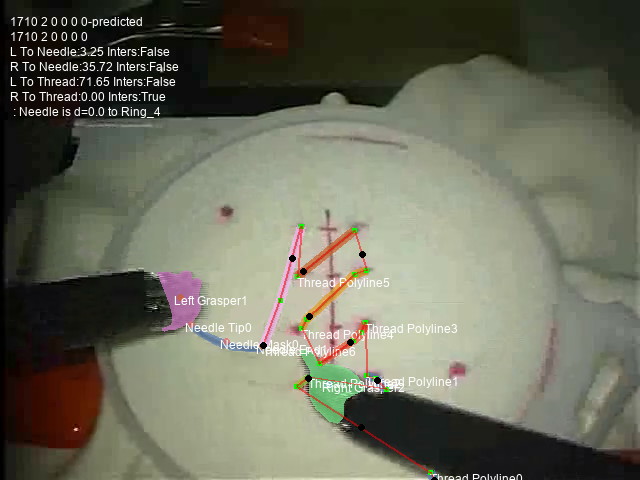 1710 2 0 0 0 0-predicted
1710 2 0 0 0 0
L To Needle:3.25 Inters:False
R To Needle:35.72 Inters:False
L To Thread:71.65 Inters:False
R To Thread:0.00 Inters:True
: Needle is d=0.0 to Ring_4
Thread Polyline5
Left Grasper1
Needle Tip0
Thread Polyline3
Thread Polyline4
Needle Mask0
Thread Polyline6
Thread Polyline1
Right Grasper2
Thread Polyline0